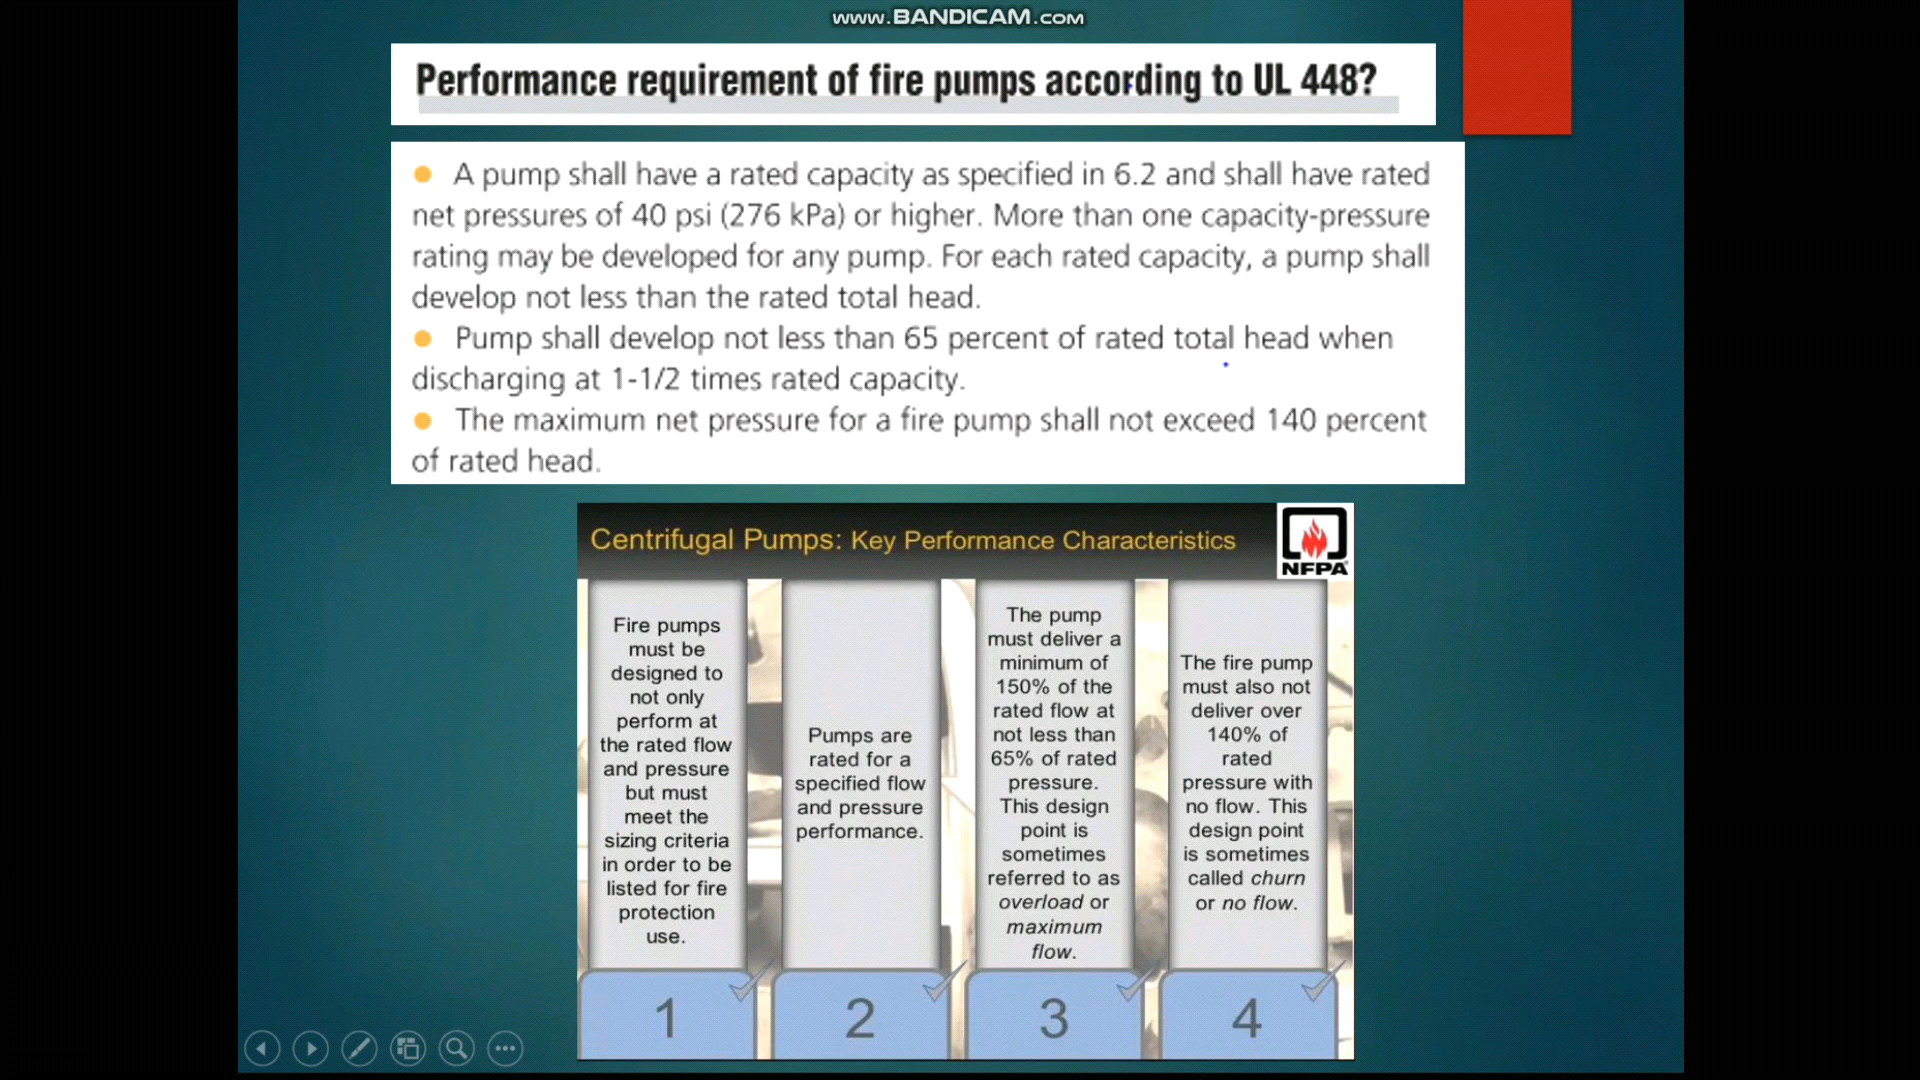 www.BANDICAM.com
Performance requirement of fire pumps according to UL 448?
A pump shall have a rated capacity as specified in 6.2 and shall have rated
net pressures of 40 psi (276 kPa) or higher. More than one capacity-pressure
rating may be developed for any pump. For each rated capacity, a pump shall
develop not less than the rated total head.
Pump shall develop not less than 65 percent of rated total head when
discharging at 1-1/2 times rated capacity.
The maximum net pressure for a fire pump shall not exceed 140 percent
of rated head.
Centrifugal Pumps: Key Performance Characteristics
NFPA
Fire pumps
must be
designed to
not only
perform at
the rated flow
and pressure
but must
meet the
sizing criteria
in order to be
listed for fire
protection
use.
1
Pumps are
rated for a
specified flow
and pressure
performance.
2
The pump
must deliver a
minimum of
150% of the
rated flow at
not less than
65% of rated
pressure.
This design
point is
sometimes
referred to as
overload or
maximum
flow.
3
The fire pump
must also not
deliver over
140% of
rated
pressure with
no flow. This
design point
is sometimes
called churn
or no flow.
4